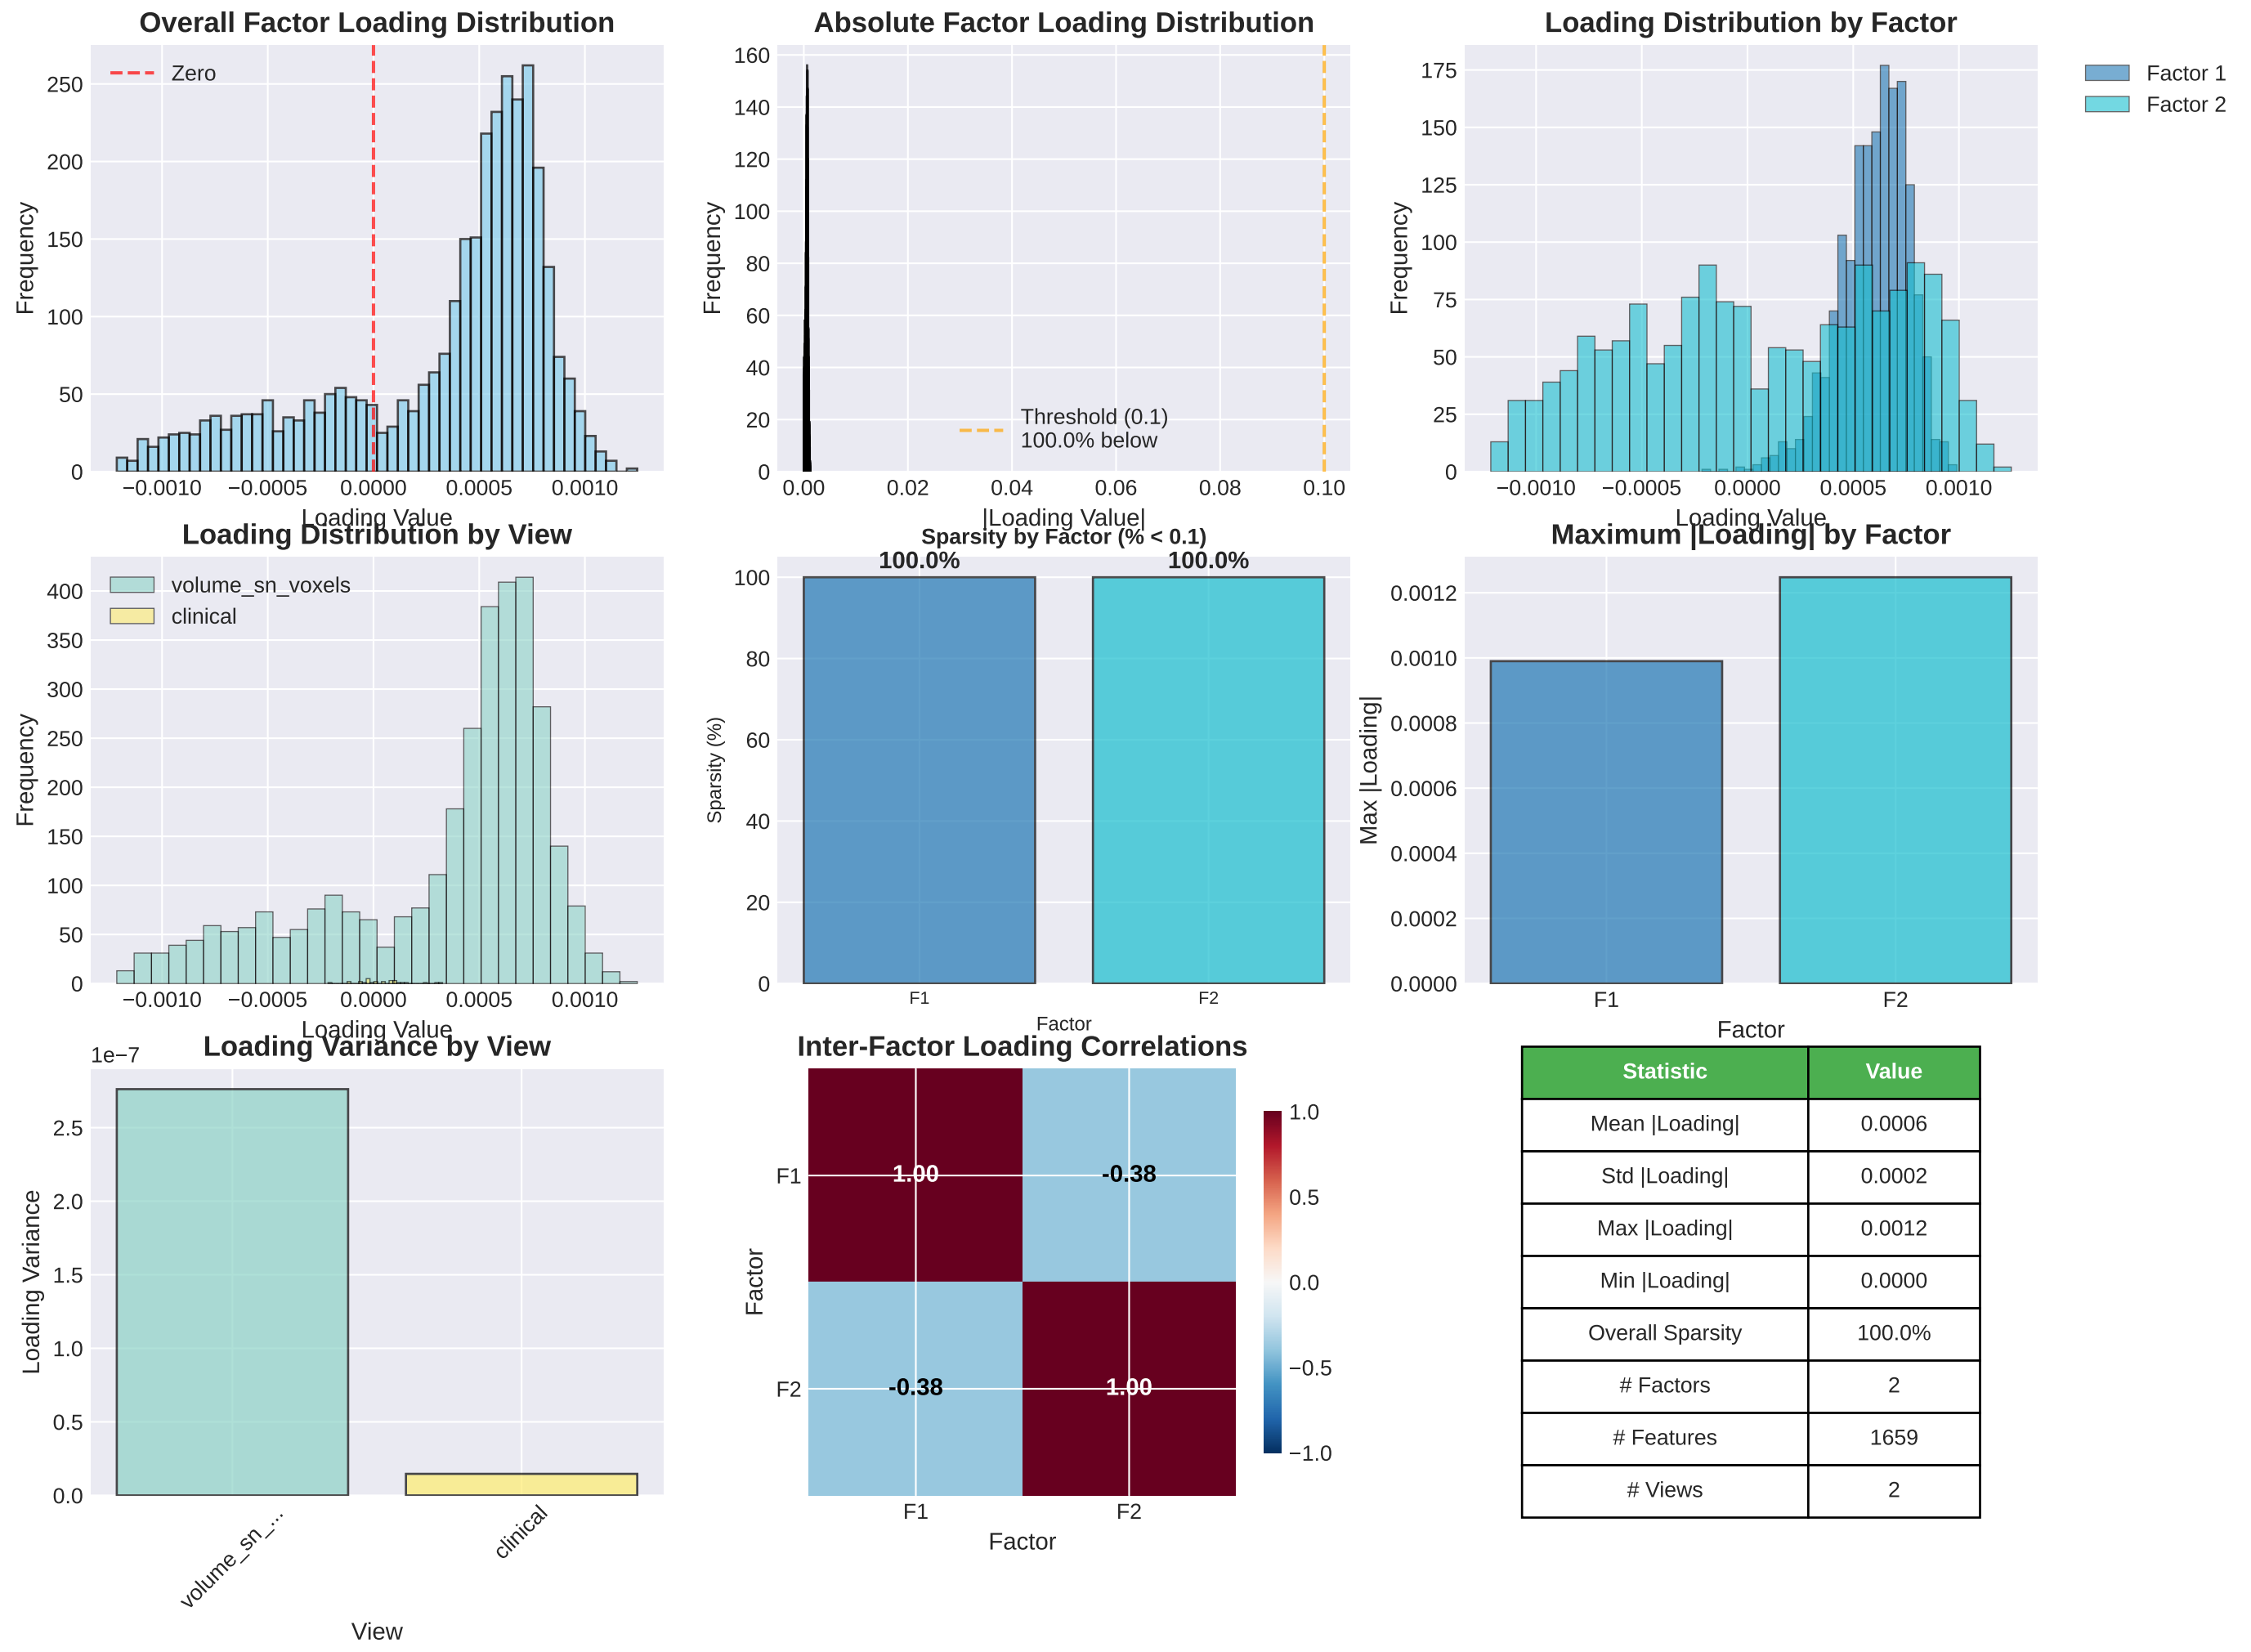 Overall Factor Loading Distribution
Frequency
250
200
150
100
50
0
Zero
−0.0010 −0.0005 0.0000 0.0005 0.0010
Loading Value
Absolute Factor Loading Distribution
Frequency
160
140
120
100
80
60
40
20
0
Threshold (0.1)
100.0% below
0.00 0.02 0.04 0.06 0.08 0.10
|Loading Value|
Loading Distribution by Factor
Frequency
175
150
125
100
75
50
25
0
−0.0010 −0.0005 0.0000 0.0005 0.0010
Loading Value
Factor 1
Factor 2
Loading Distribution by View
Frequency
400
350
300
250
200
150
100
50
0
volume_sn_voxels
clinical
−0.0010 −0.0005 0.0000 0.0005 0.0010
Loading Value
Sparsity by Factor (% < 0.1)
100.0% 100.0%
Sparsity (%)
100
80
60
40
20
0
F1 F2
Factor
Maximum |Loading| by Factor
Max |Loading|
0.0012
0.0010
0.0008
0.0006
0.0004
0.0002
0.0000
F1 F2
Factor
Loading Variance by View
1e−7
Loading Variance
2.5
2.0
1.5
1.0
0.5
0.0
volume_sn_...
clinical
View
Inter-Factor Loading Correlations
Factor
F1
F2
1.00 -0.38
-0.38 1.00
F1 F2
Factor
1.0
0.5
0.0
−0.5
−1.0
Statistic Value
Mean |Loading| 0.0006
Std |Loading| 0.0002
Max |Loading| 0.0012
Min |Loading| 0.0000
Overall Sparsity 100.0%
# Factors 2
# Features 1659
# Views 2